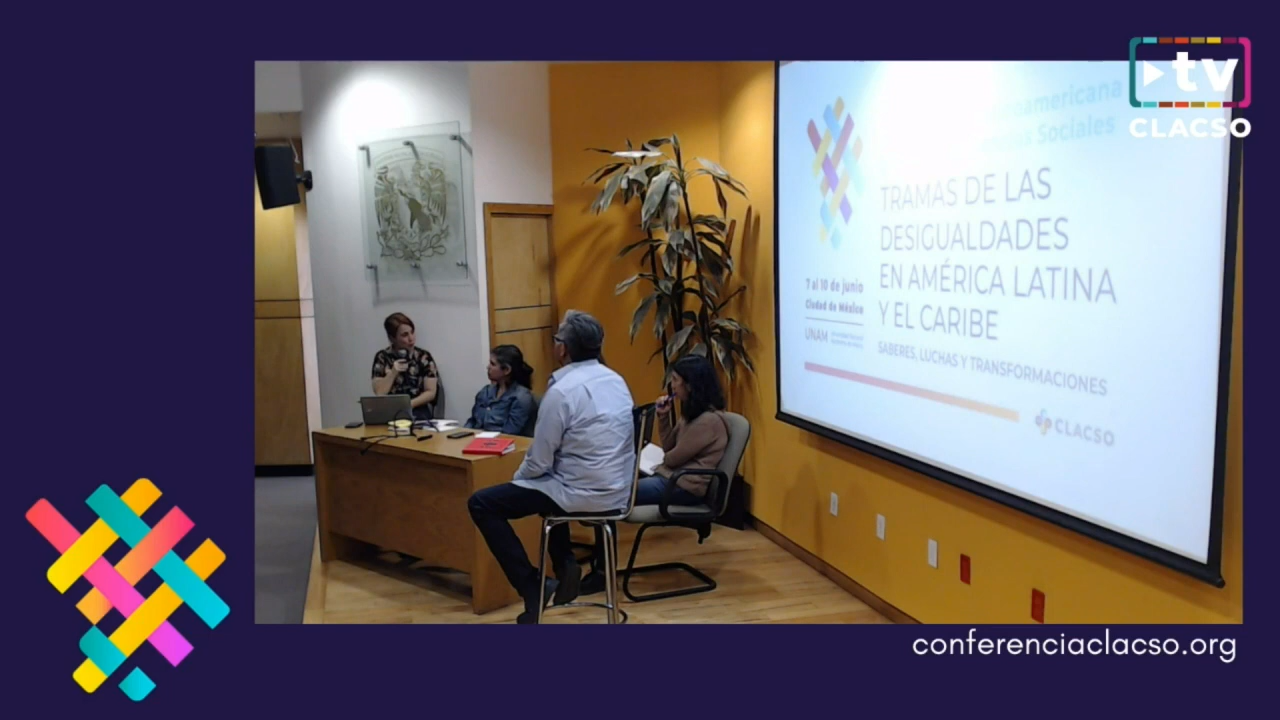 tv
CLACSO
oamericana
Sociales
TRAMAS DE LAS
DESIGUALDADES
EN AMÉRICA LATINA
Y EL CARIBE
SABERES, LUCHAS Y TRANSFORMACIONES
7 al 10 de junio
Ciudad de México
UNAM
CLACSO
conferenciaclacso.org